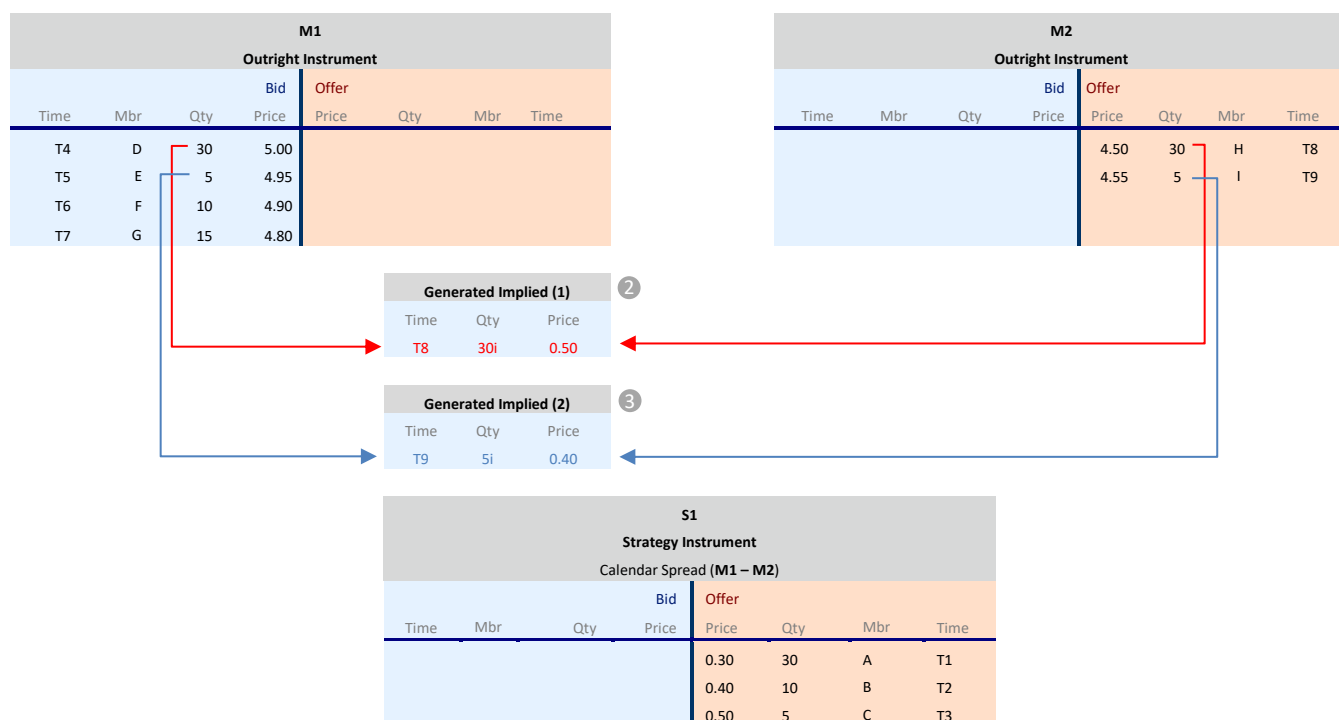 M1
Outright Instrument
Bid Offer
Time Mbr Qty Price Price Qty Mbr Time
T4 D 30 5.00
T5 E 5 4.95
T6 F 10 4.90
T7 G 15 4.80
M2
Outright Instrument
Bid Offer
Time Mbr Qty Price Price Qty Mbr Time
4.50 30 H T8
4.55 5 I T9
Generated Implied (1) 2
Time Qty Price
T8 30i 0.50
Generated Implied (2) 3
Time Qty Price
T9 5i 0.40
S1
Strategy Instrument
Calendar Spread (M1 – M2)
Bid Offer
Time Mbr Qty Price Price Qty Mbr Time
0.30 30 A T1
0.40 10 B T2
0.50 5 C T3